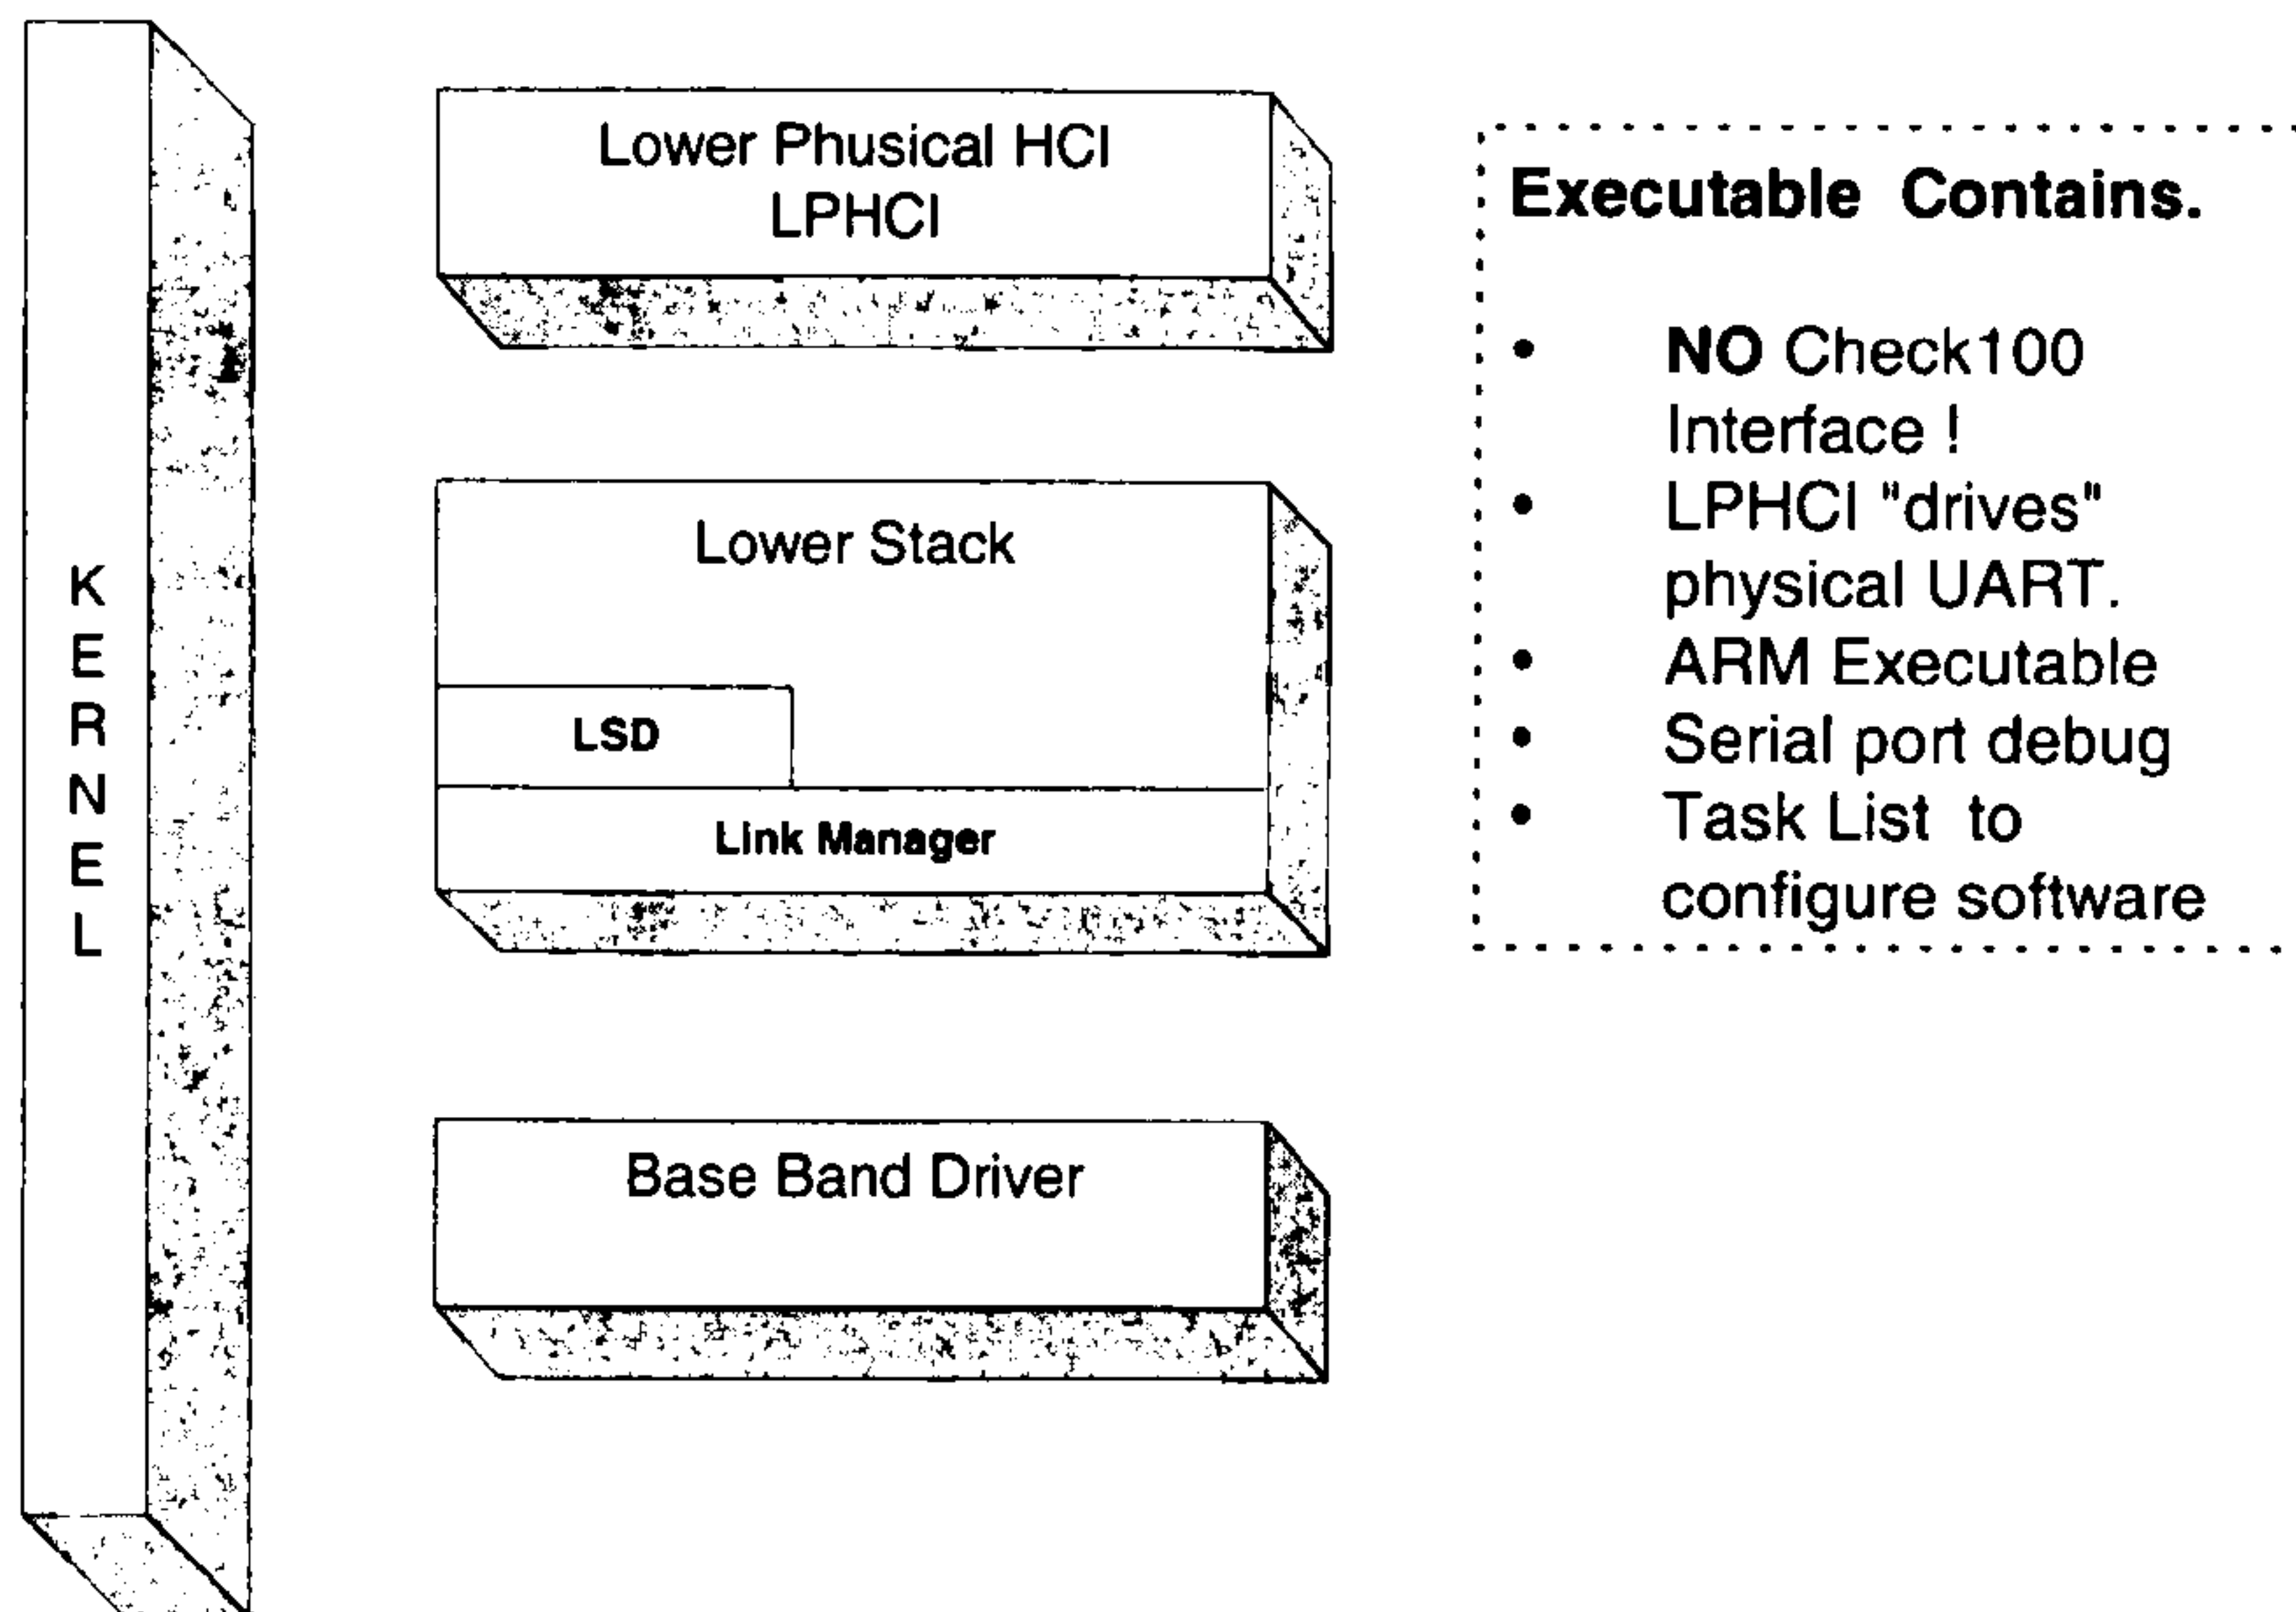 KERNEL
Lower Phusical HCI
LPHCI
Lower Stack
LSD
Link Manager
Base Band Driver
Executable Contains.
• NO Check100
Interface !
• LPHCI "drives"
physical UART.
• ARM Executable
• Serial port debug
• Task List to
configure software